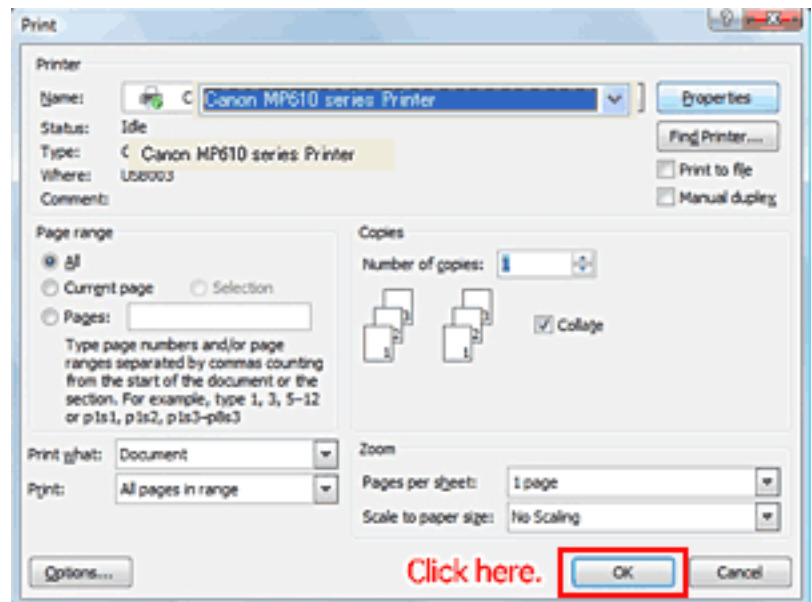 Print
Printer
Name:
C
Canon MP610 series Printer
Properties
Status:
Idle
Find Printer....
Type:
C
Canon MP610 series Printer
Where:
USB003
Print to file
Comment:
Manual duplex
Page range
All
Current page
Selection
Pages:
Type page numbers and/or page
ranges separated by commas counting
from the start of the document or the
section. For example, type 1, 3, 5–12
or p1s1, p1s2, p1s3–p8s3
Copies
Number of copies:
1
Collate
Print what:
Document
Print:
All pages in range
Zoom
Pages per sheet:
1 page
Scale to paper size:
No Scaling
Options...
Click here.
OK
Cancel